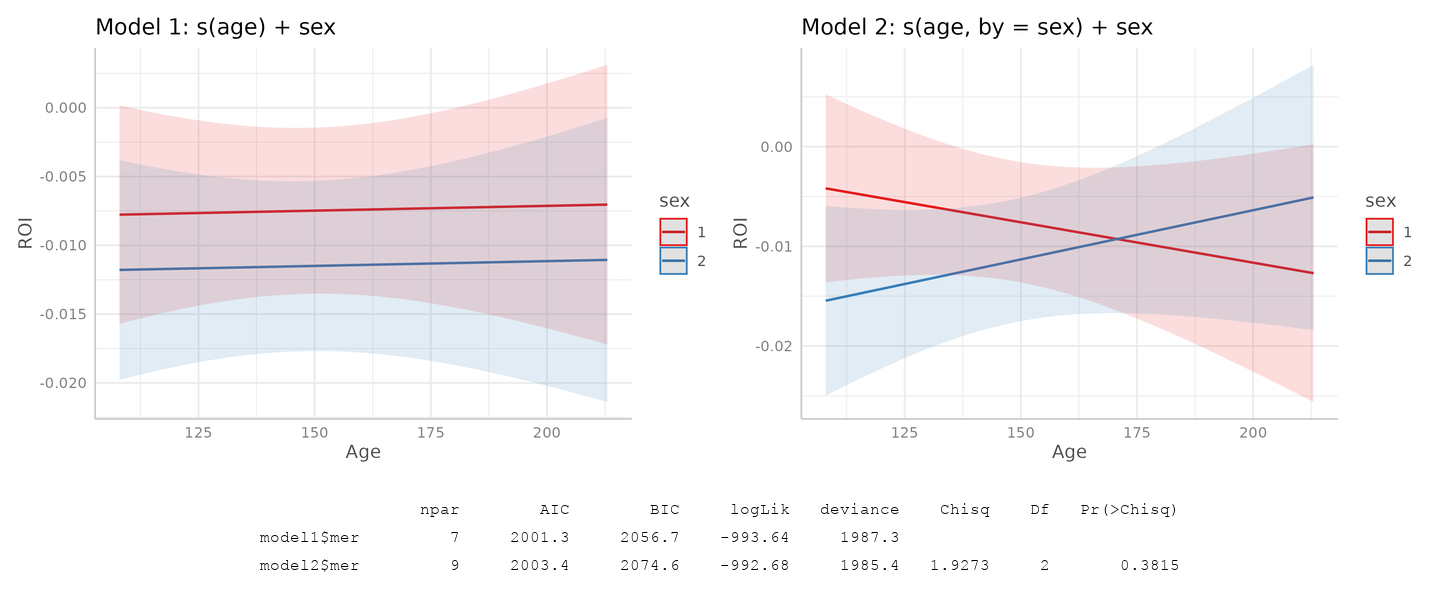 Model 1: s(age) + sex
0.000
-0.005
-0.010
-0.015
-0.020
ROI
125 150 175 200
Age
sex
1
2
Model 2: s(age, by = sex) + sex
0.00
-0.01
-0.02
ROI
125 150 175 200
Age
sex
1
2
npar AIC BIC logLik deviance Chisq Df Pr(>Chisq)
model1$mer 7 2001.3 2056.7 -993.64 1987.3
model2$mer 9 2003.4 2074.6 -992.68 1985.4 1.9273 2 0.3815